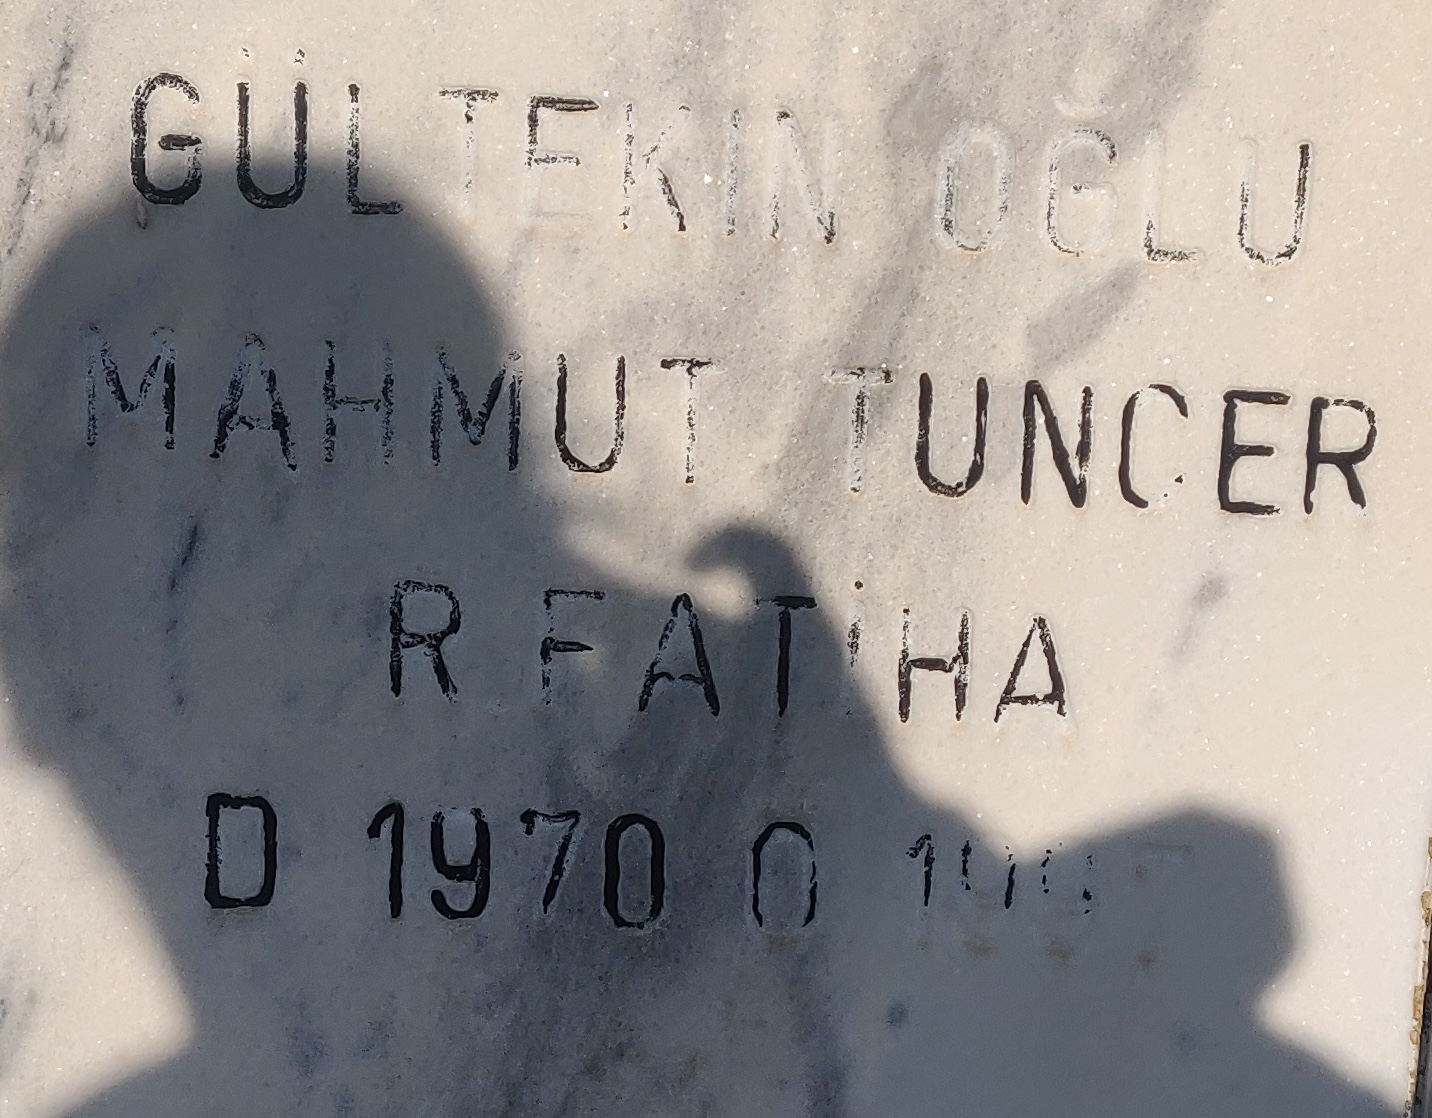 GÜLTEKIN OĞLU
MAHMUT TUNCER
R FATİHA
D 1970 Ö